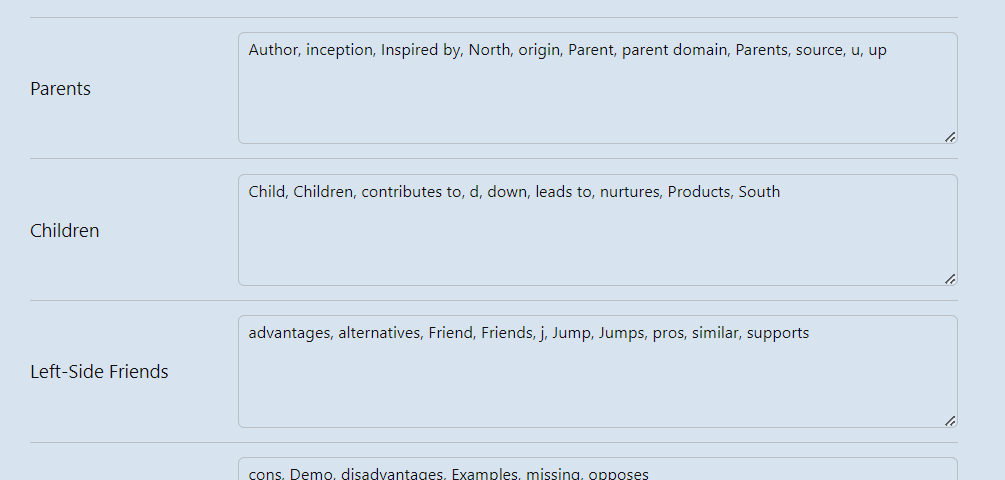 Parents
Author, inception, Inspired by, North, origin, Parent, parent domain, Parents, source, u, up
Children
Child, Children, contributes to, d, down, leads to, nurtures, Products, South
Left-Side Friends
advantages, alternatives, Friend, Friends, j, Jump, Jumps, pros, similar, supports
cons, Demo, disadvantages, Examples, missing, opposes